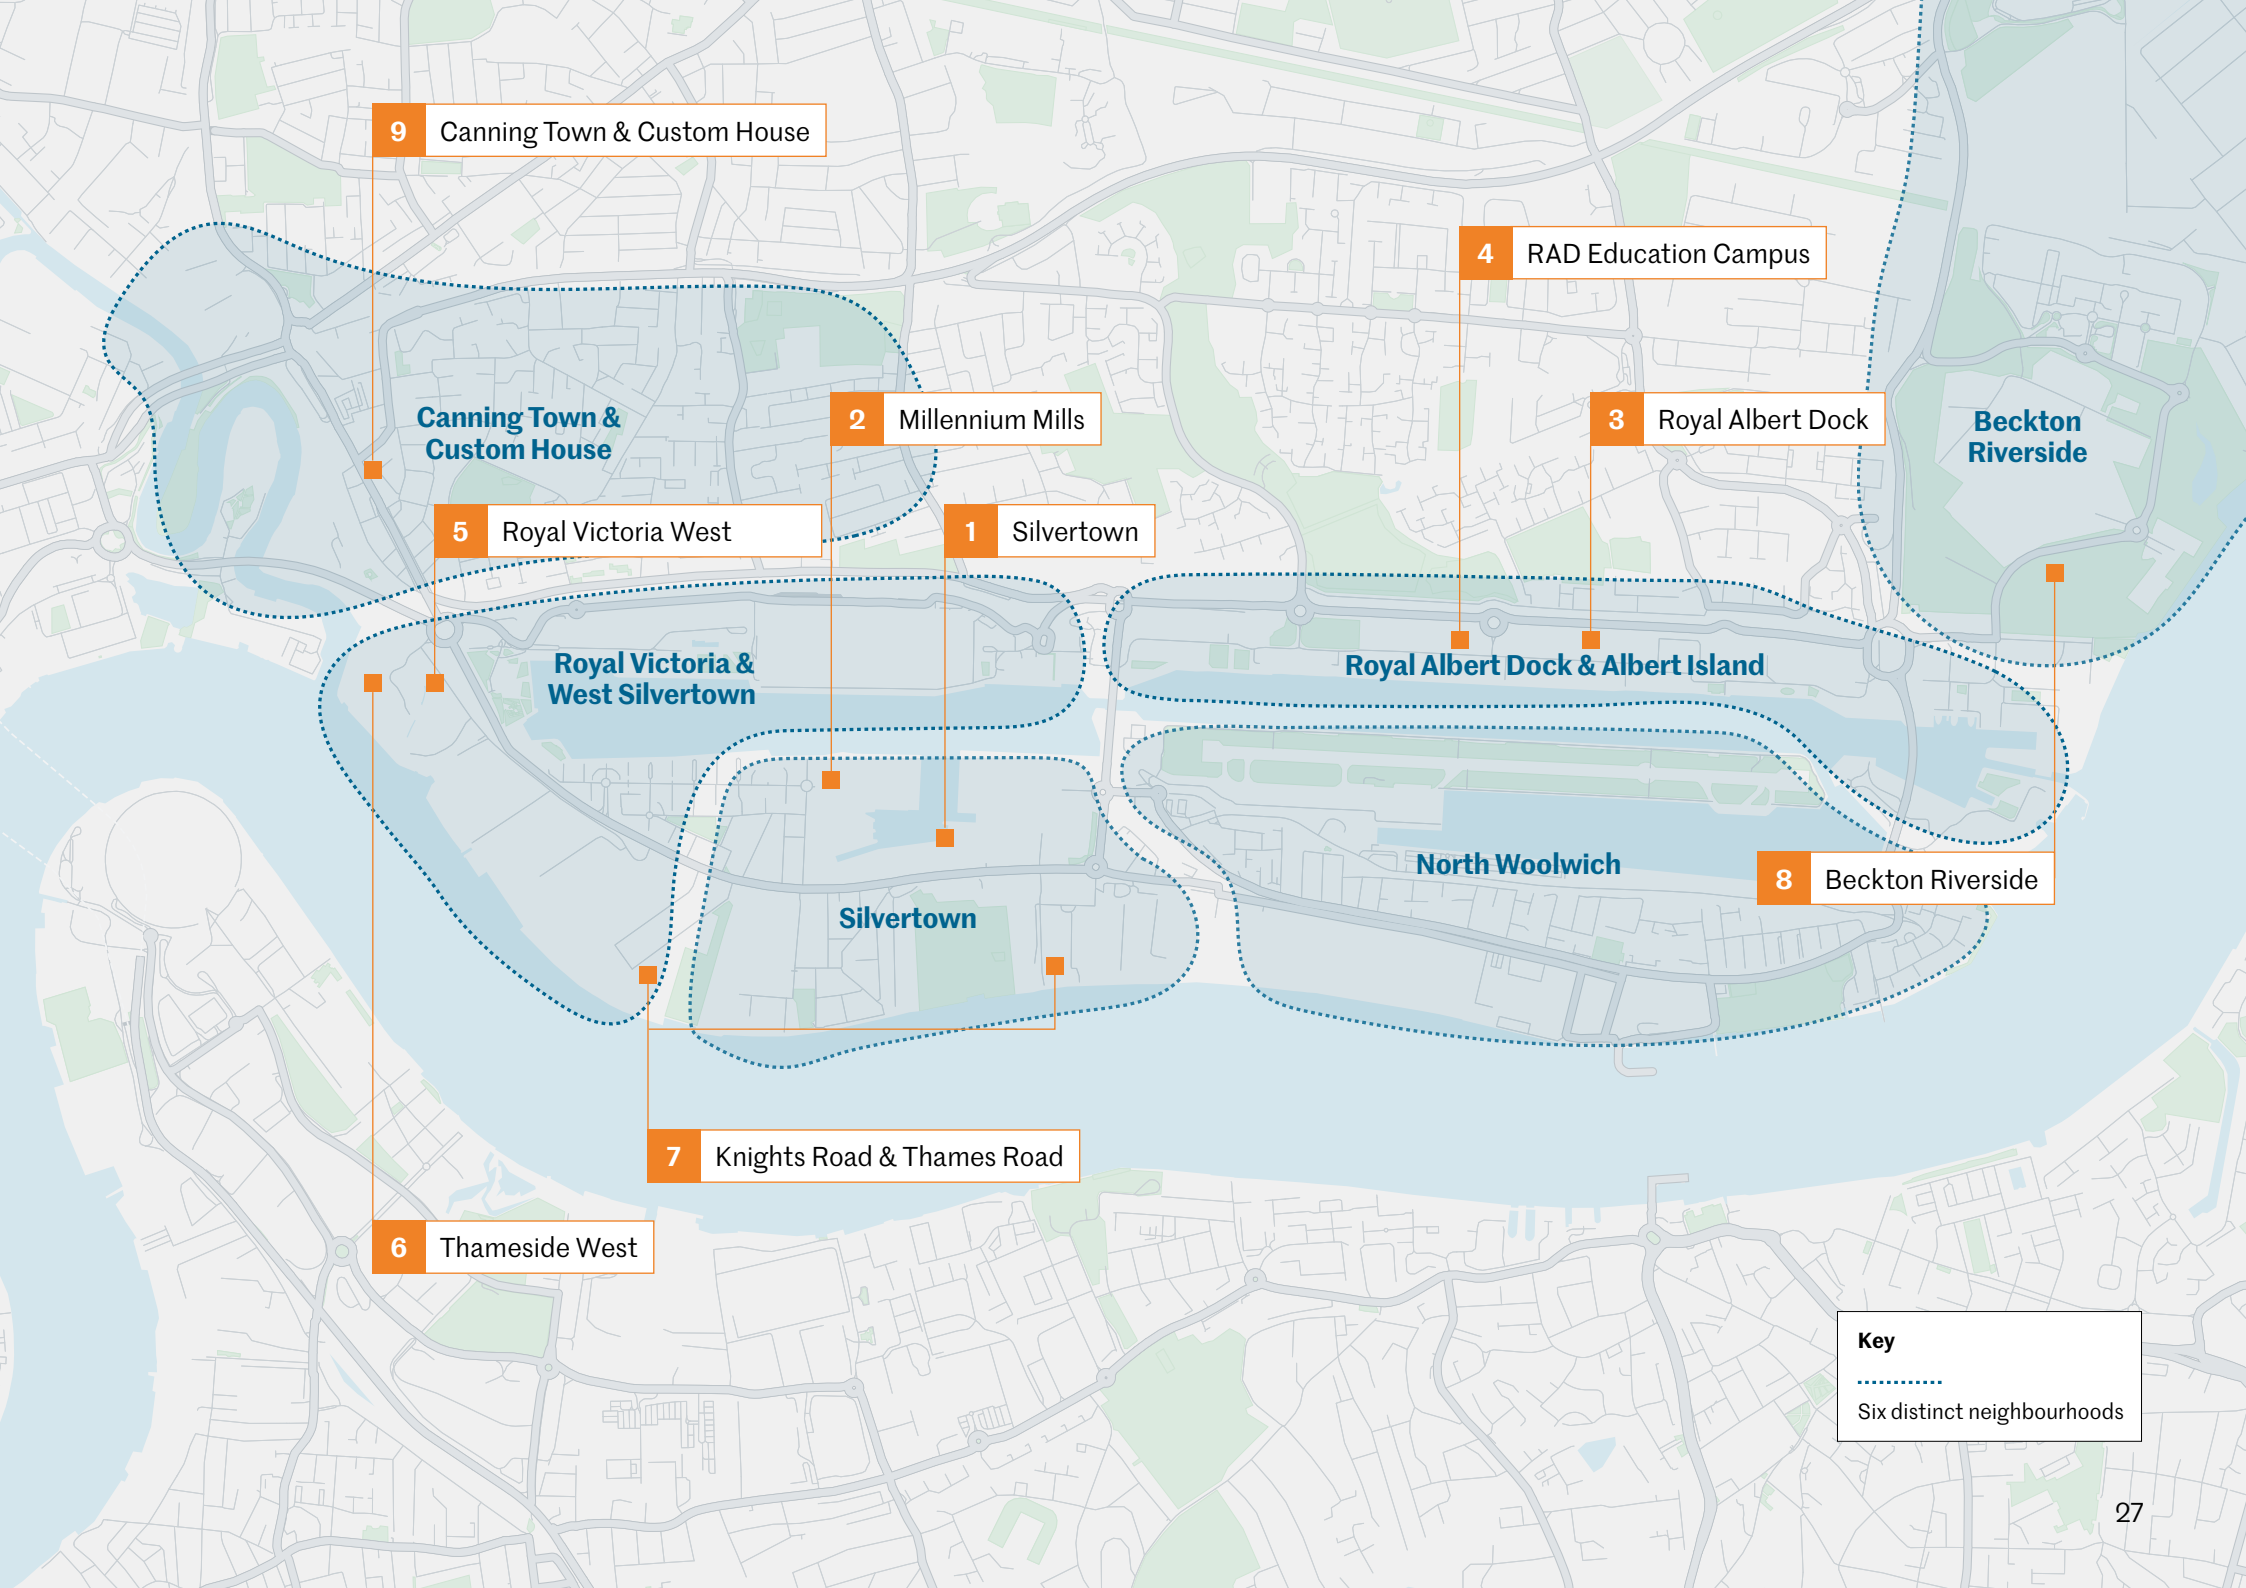 9 Canning Town & Custom House
4 RAD Education Campus
2 Millennium Mills
3 Royal Albert Dock
Canning Town &
Custom House
Beckton
Riverside
5 Royal Victoria West
1 Silvertown
Royal Victoria &
West Silvertown
Royal Albert Dock & Albert Island
North Woolwich
8 Beckton Riverside
Silvertown
7 Knights Road & Thames Road
6 Thameside West
Key
Six distinct neighbourhoods
27